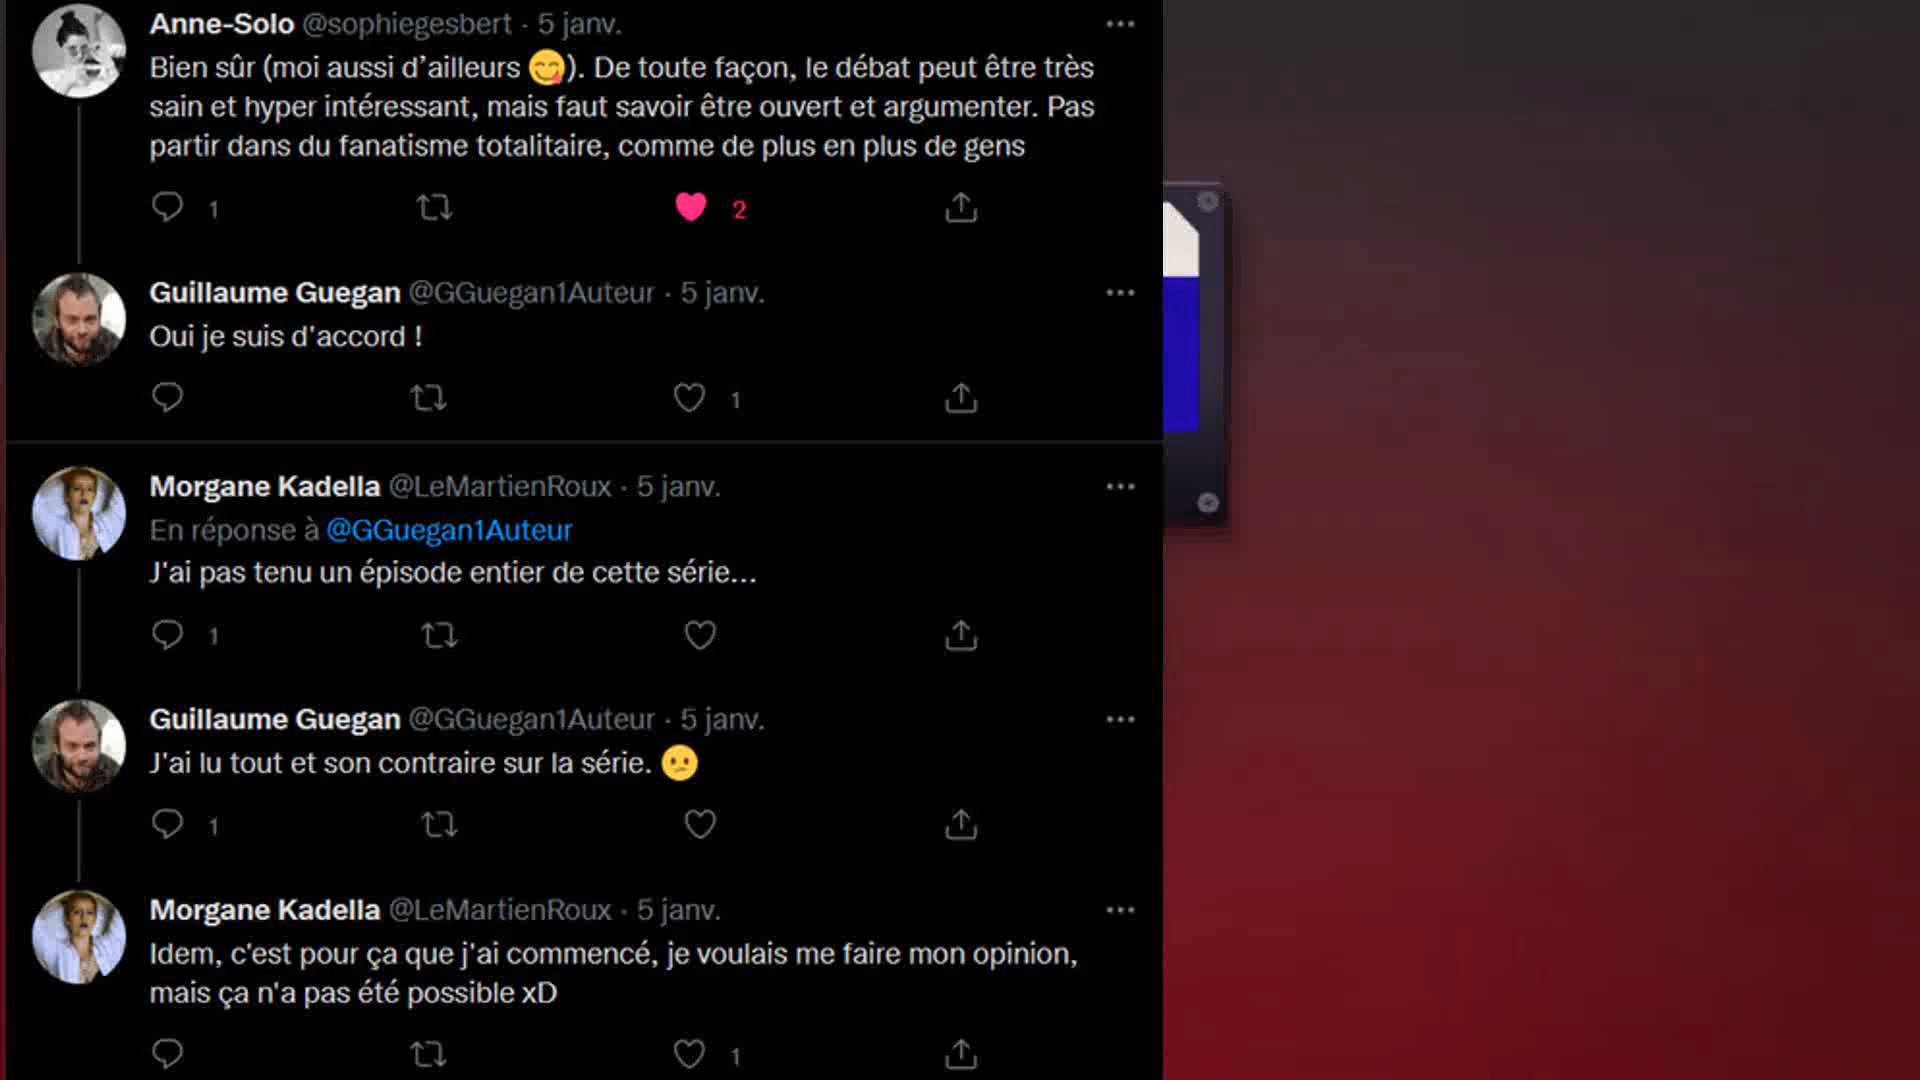 Anne-Solo @sophiegesbert · 5 janv.
Bien sûr (moi aussi d'ailleurs 😋). De toute façon, le débat peut être très
sain et hyper intéressant, mais faut savoir être ouvert et argumenter. Pas
partir dans du fanatisme totalitaire, comme de plus en plus de gens
1 2
Guillaume Guegan @GGuegan1Auteur · 5 janv.
Oui je suis d'accord !
1
Morgane Kadella @LeMartienRoux · 5 janv.
En réponse à @GGuegan1Auteur
J'ai pas tenu un épisode entier de cette série...
1
Guillaume Guegan @GGuegan1Auteur · 5 janv.
J'ai lu tout et son contraire sur la série. 🫤
1
Morgane Kadella @LeMartienRoux · 5 janv.
Idem, c'est pour ça que j'ai commencé, je voulais me faire mon opinion,
mais ça n'a pas été possible xD
1